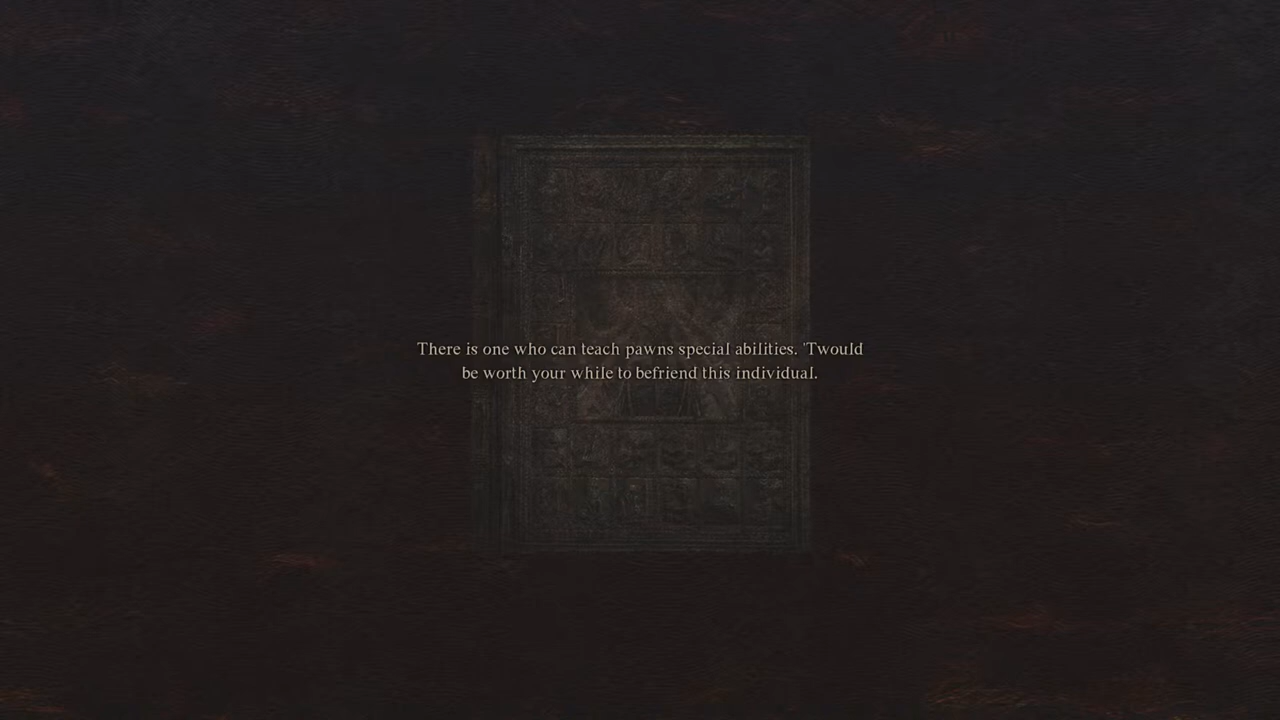 There is one who can teach pawns special abilities. 'Twould
be worth your while to befriend this individual.